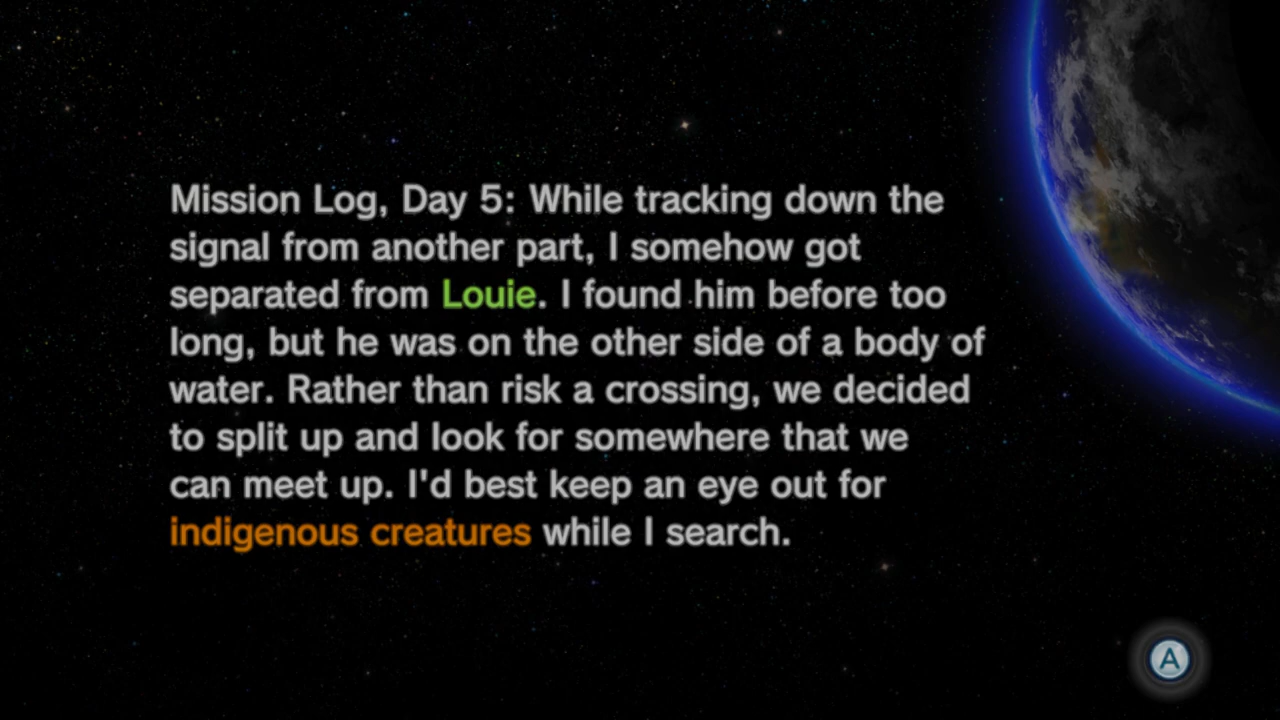 Mission Log, Day 5: While tracking down the
signal from another part, I somehow got
separated from Louie. I found him before too
long, but he was on the other side of a body of
water. Rather than risk a crossing, we decided
to split up and look for somewhere that we
can meet up. I'd best keep an eye out for
indigenous creatures while I search.
A